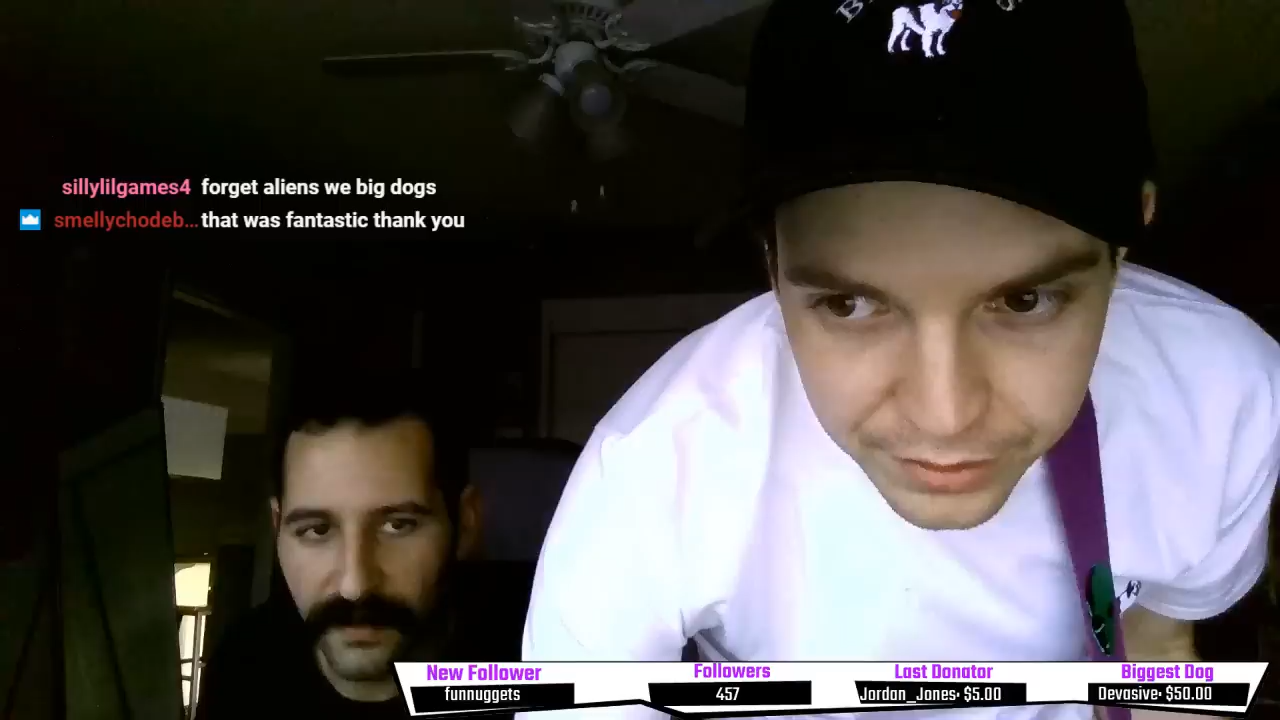 sillylilgames4 forget aliens we big dogs
smellychodeb... that was fantastic thank you
New Follower
funnuggets
Followers
457
Last Donator
Jordan_Jones: $5.00
Biggest Dog
Devasive: $50.00